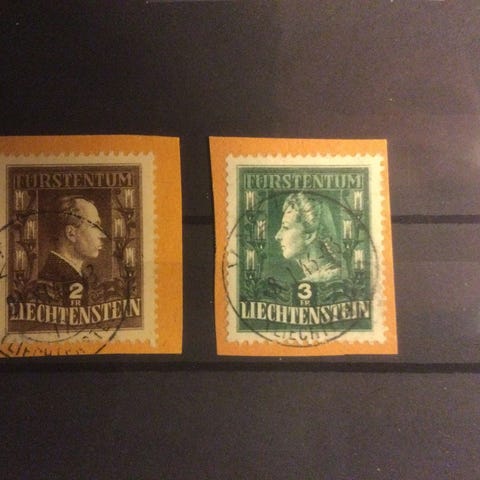 FÜRSTENTUM
2
FR
LIECHTENSTEIN
FÜRSTENTUM
3
FR
LIECHTENSTEIN